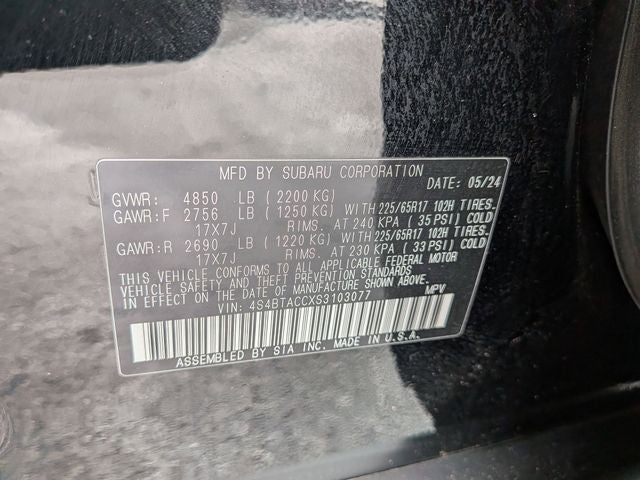 MFD BY SUBARU CORPORATION
DATE: 05/24
GVWR: 4850 LB (2200 KG)
GAWR:F 2756 LB (1250 KG) WITH 225/65R17 102H TIRES.
17X7J RIMS. AT 240 KPA (35 PSI) COLD
GAWR:R 2690 LB (1220 KG) WITH 225/65R17 102H TIRES.
17X7J RIMS. AT 230 KPA (33 PSI) COLD
THIS VEHICLE CONFORMS TO ALL APPLICABLE FEDERAL MOTOR
VEHICLE SAFETY AND THEFT PREVENTION STANDARDS
IN EFFECT ON THE DATE OF MANUFACTURE SHOWN ABOVE.
VIN: 4S4BTACCXS3103077 MPV
ASSEMBLED BY SIA INC. MADE IN U.S.A.